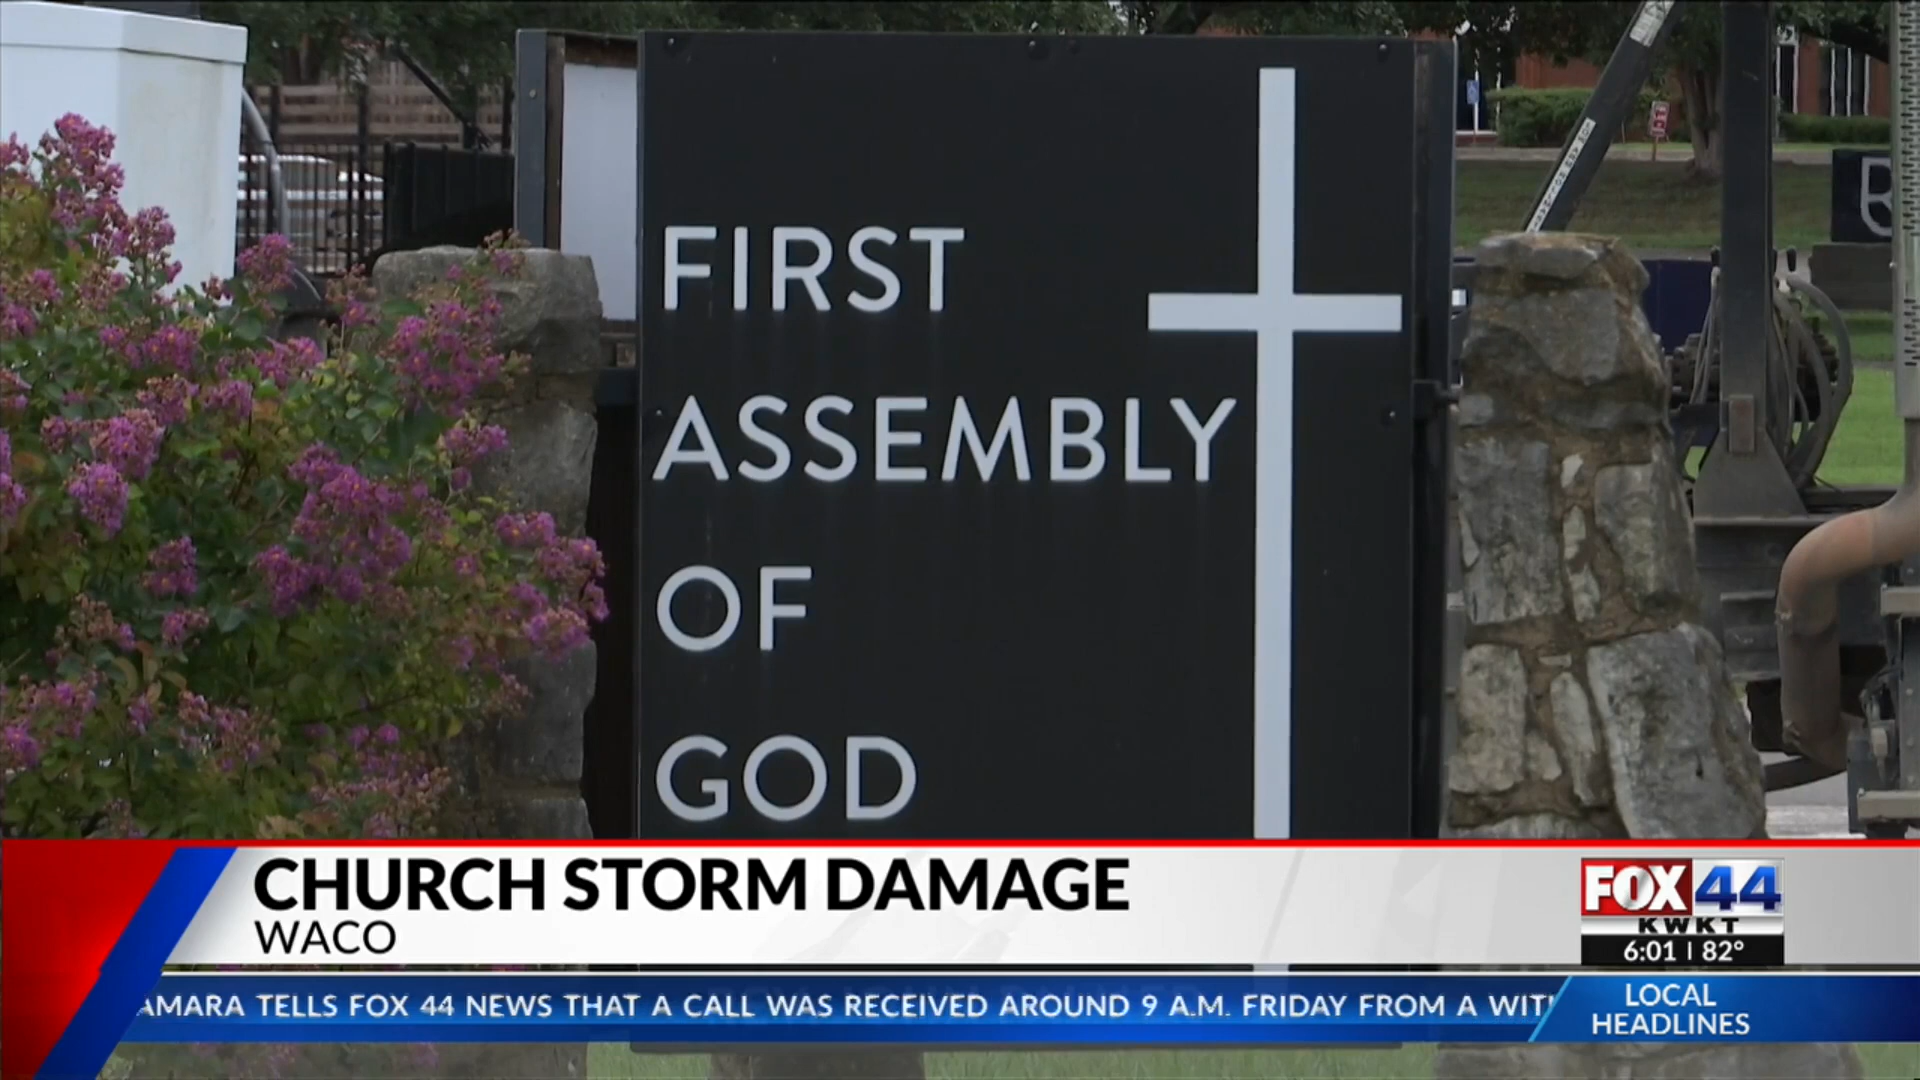 FIRST
ASSEMBLY
OF
GOD
CHURCH STORM DAMAGE
WACO
FOX 44
KWKT
6:01 | 82°
AMARA TELLS FOX 44 NEWS THAT A CALL WAS RECEIVED AROUND 9 A.M. FRIDAY FROM A WIT
LOCAL
HEADLINES